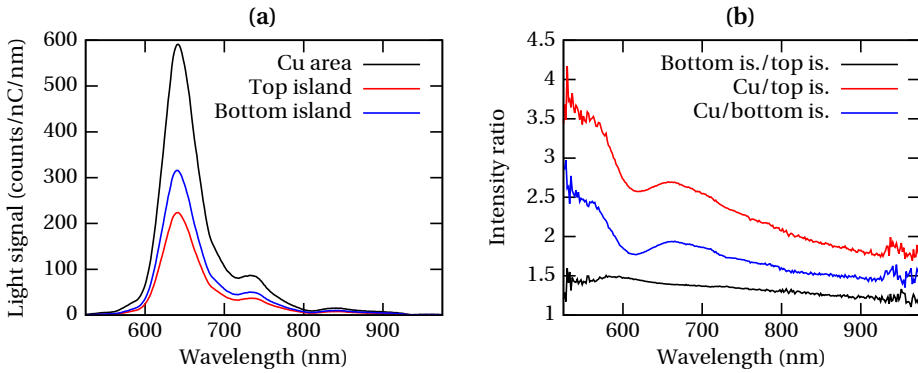 (a)
600
500
400
300
200
100
0
Light signal (counts/nC/nm)
Cu area
Top island
Bottom island
600
700
800
900
Wavelength (nm)
(b)
4.5
4
3.5
3
2.5
2
1.5
1
Intensity ratio
Bottom is./top is.
Cu/top is.
Cu/bottom is.
600
700
800
900
Wavelength (nm)